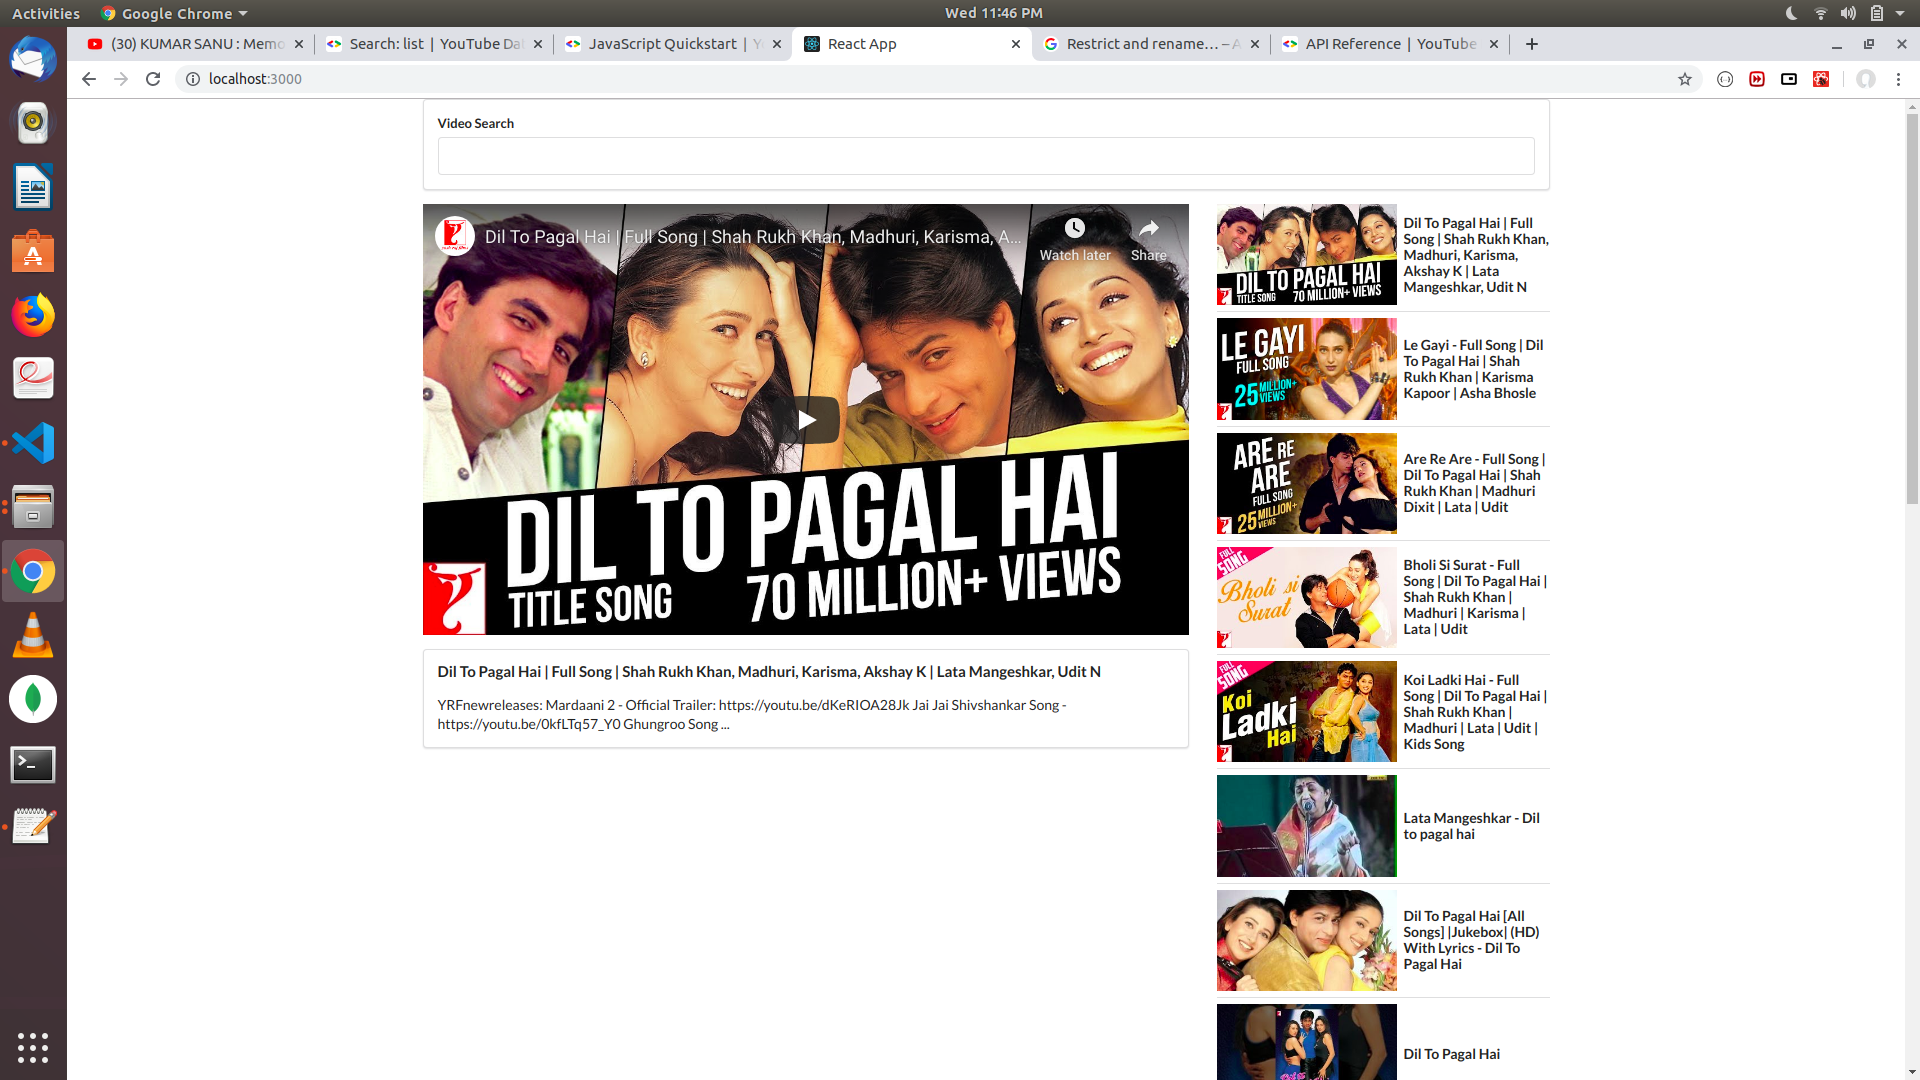 Activities
Google Chrome
Wed 11:46 PM
(30) KUMAR SANU : Memo
Search: list | YouTube Da
JavaScript Quickstart | Y
React App
Restrict and rename… – A
API Reference | YouTube
localhost:3000
Video Search
Dil To Pagal Hai | Full Song | Shah Rukh Khan, Madhuri, Karisma, A...
Watch later
Share
DIL TO PAGAL HAI
TITLE SONG
70 MILLION+ VIEWS
Dil To Pagal Hai | Full Song | Shah Rukh Khan, Madhuri, Karisma, Akshay K | Lata Mangeshkar, Udit N
YRFnewreleases: Mardaani 2 - Official Trailer: https://youtu.be/dKeRIOA28Jk Jai Jai Shivshankar Song -
https://youtu.be/0kfLTq57_Y0 Ghungroo Song ...
DIL TO PAGAL HAI
TITLE SONG 70 MILLION+ VIEWS
Dil To Pagal Hai | Full
Song | Shah Rukh Khan,
Madhuri, Karisma,
Akshay K | Lata
Mangeshkar, Udit N
LE GAYI
FULL SONG
25 MILLION+
VIEWS
Le Gayi - Full Song | Dil
To Pagal Hai | Shah
Rukh Khan | Karisma
Kapoor | Asha Bhosle
ARE RE
ARE
FULL SONG
25 MILLION+
VIEWS
Are Re Are - Full Song |
Dil To Pagal Hai | Shah
Rukh Khan | Madhuri
Dixit | Lata | Udit
FULL
SONG
Bholi si
Surat
Bholi Si Surat - Full
Song | Dil To Pagal Hai |
Shah Rukh Khan |
Madhuri | Karisma |
Lata | Udit
FULL
SONG
Koi
Ladki
Hai
Koi Ladki Hai - Full
Song | Dil To Pagal Hai |
Shah Rukh Khan |
Madhuri | Lata | Udit |
Kids Song
Lata Mangeshkar - Dil
to pagal hai
Dil To Pagal Hai [All
Songs] |Jukebox| (HD)
With Lyrics - Dil To
Pagal Hai
Dil To Pagal Hai